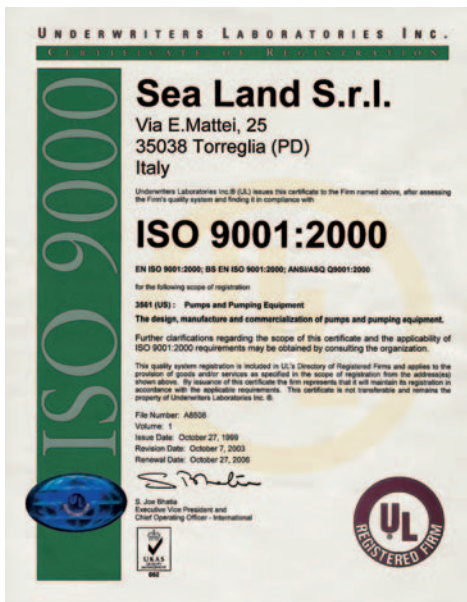 UNDERWRITERS LABORATORIES INC.
CERTIFICATE OF REGISTRATION
ISO 9000
Sea Land S.r.l.
Via E.Mattei, 25
35038 Torreglia (PD)
Italy
Underwriters Laboratories Inc.® (UL) issues this certificate to the Firm named above, after assessing
the Firm's quality system and finding it in compliance with
ISO 9001:2000
EN ISO 9001:2000; BS EN ISO 9001:2000; ANSI/ASQ Q9001:2000
for the following scope of registration
3561 (US) : Pumps and Pumping Equipment
The design, manufacture and commercialization of pumps and pumping equipment.
Further clarifications regarding the scope of this certificate and the applicability of
ISO 9001:2000 requirements may be obtained by consulting the organization.
This quality system registration is included in UL's Directory of Registered Firms and applies to the
provision of goods and/or services as specified in the scope of registration from the address(es)
shown above. By issuance of this certificate the firm represents that it will maintain its registration in
accordance with the applicable requirements. This certificate is not transferable and remains the
property of Underwriters Laboratories Inc. ®.
File Number: A8508
Volume: 1
Issue Date: October 27, 1999
Revision Date: October 7, 2003
Renewal Date: October 27, 2006
S. Joe Bhatia
Executive Vice President and
Chief Operating Officer - International
UKAS
QUALITY
MANAGEMENT
002
UL
REGISTERED FIRM